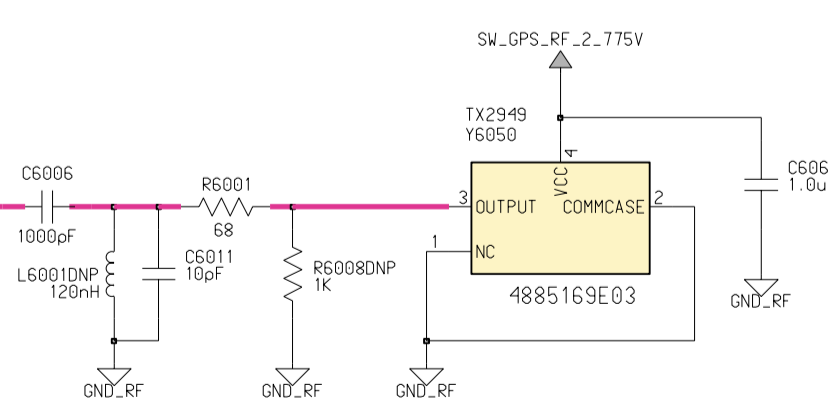 SW_GPS_RF_2_775V
TX2949
Y6050
4
VCC
C606
1.0u
C6006
1000pF
R6001
68
3
OUTPUT
COMMCASE
2
1
NC
L6001DNP
120nH
C6011
10pF
R6008DNP
1K
4885169E03
GND_RF
GND_RF
GND_RF
GND_RF